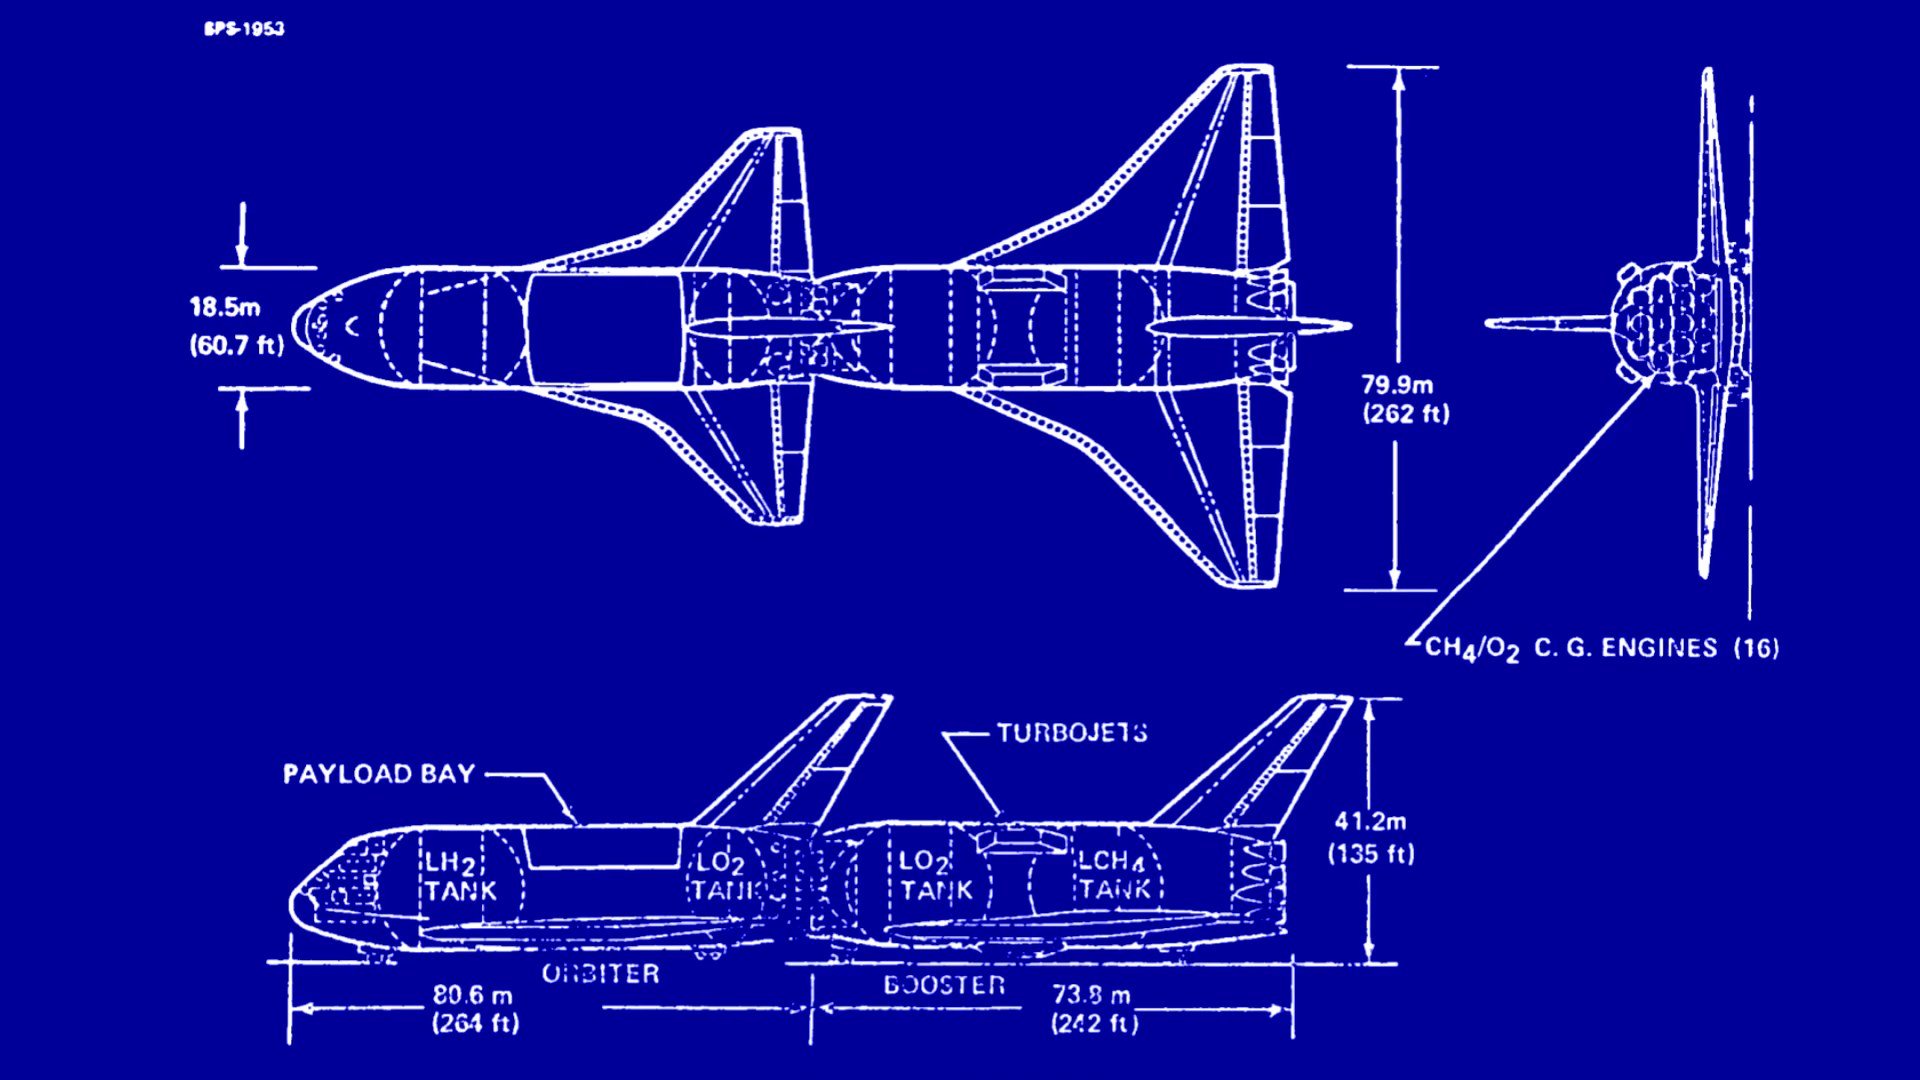 SPS-1953
18.5m
(60.7 ft)
79.9m
(262 ft)
CH4/O2 C. G. ENGINES (16)
PAYLOAD BAY
TURBOJETS
41.2m
(135 ft)
LH2
TANK
LO2
TANK
LO2
TANK
LCH4
TANK
ORBITER
BOOSTER
80.6 m
(264 ft)
73.8 m
(242 ft)